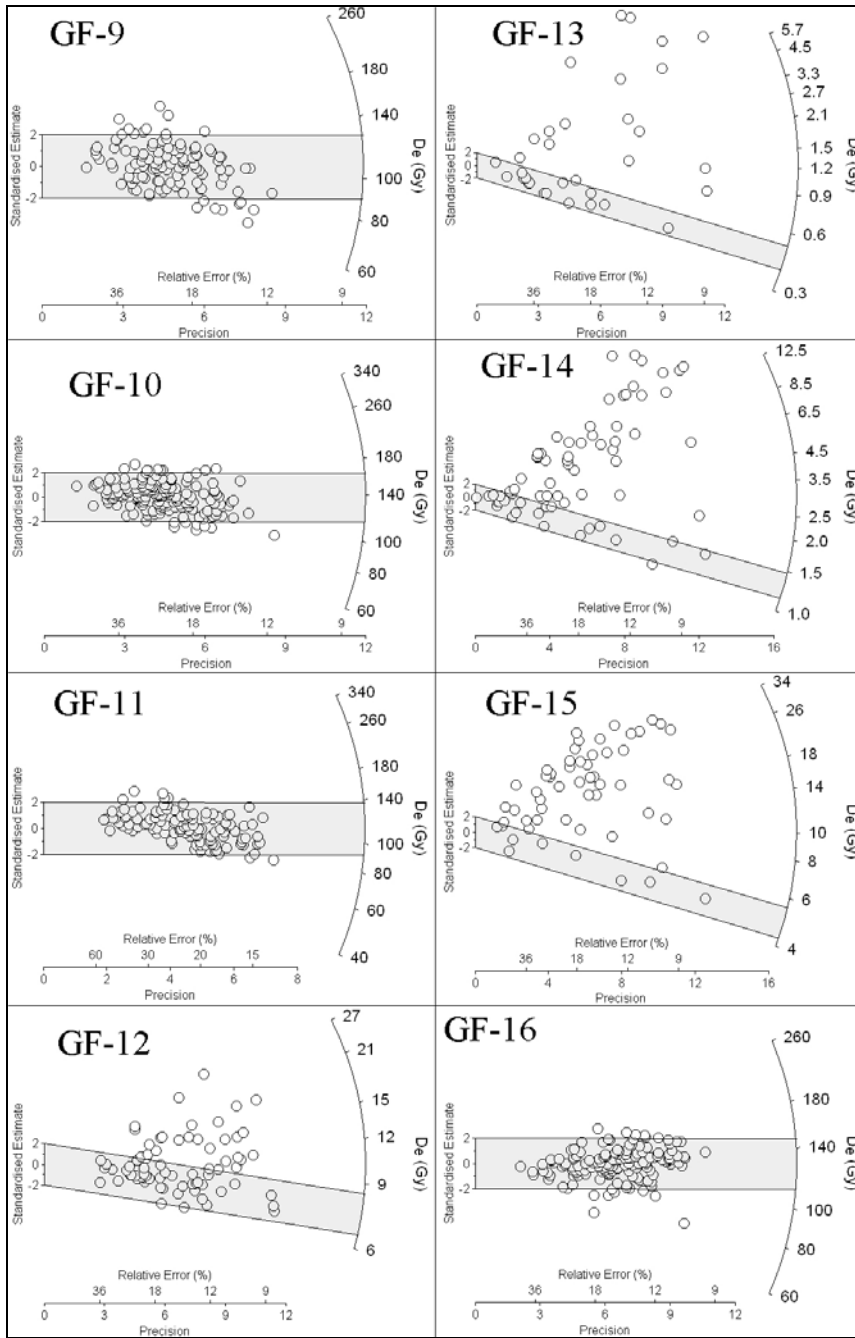 GF-9
260
180
140
100
80
60
De (Gy)
Standardised Estimate
2
0
-2
Relative Error (%)
36 18 12 9
0 3 6 9 12
Precision
GF-13
5.7
4.5
3.3
2.7
2.1
1.5
1.2
0.9
0.6
0.3
De (Gy)
Standardised Estimate
2
0
-2
Relative Error (%)
36 18 12 9
0 3 6 9 12
Precision
GF-10
340
260
180
140
100
80
60
De (Gy)
Standardised Estimate
2
0
-2
Relative Error (%)
36 18 12 9
0 3 6 9 12
Precision
GF-14
12.5
8.5
6.5
4.5
3.5
2.5
2.0
1.5
1.0
De (Gy)
Standardised Estimate
2
0
-2
Relative Error (%)
36 18 12 9
0 4 8 12 16
Precision
GF-11
340
260
180
140
100
80
60
40
De (Gy)
Standardised Estimate
2
0
-2
Relative Error (%)
60 30 20 15
0 2 4 6 8
Precision
GF-15
34
26
18
14
10
8
6
4
De (Gy)
Standardised Estimate
2
0
-2
Relative Error (%)
36 18 12 9
0 4 8 12 16
Precision
GF-12
27
21
15
12
9
6
De (Gy)
Standardised Estimate
2
0
-2
Relative Error (%)
36 18 12 9
0 3 6 9 12
Precision
GF-16
260
180
140
100
80
60
De (Gy)
Standardised Estimate
2
0
-2
Relative Error (%)
36 18 12 9
0 3 6 9 12
Precision